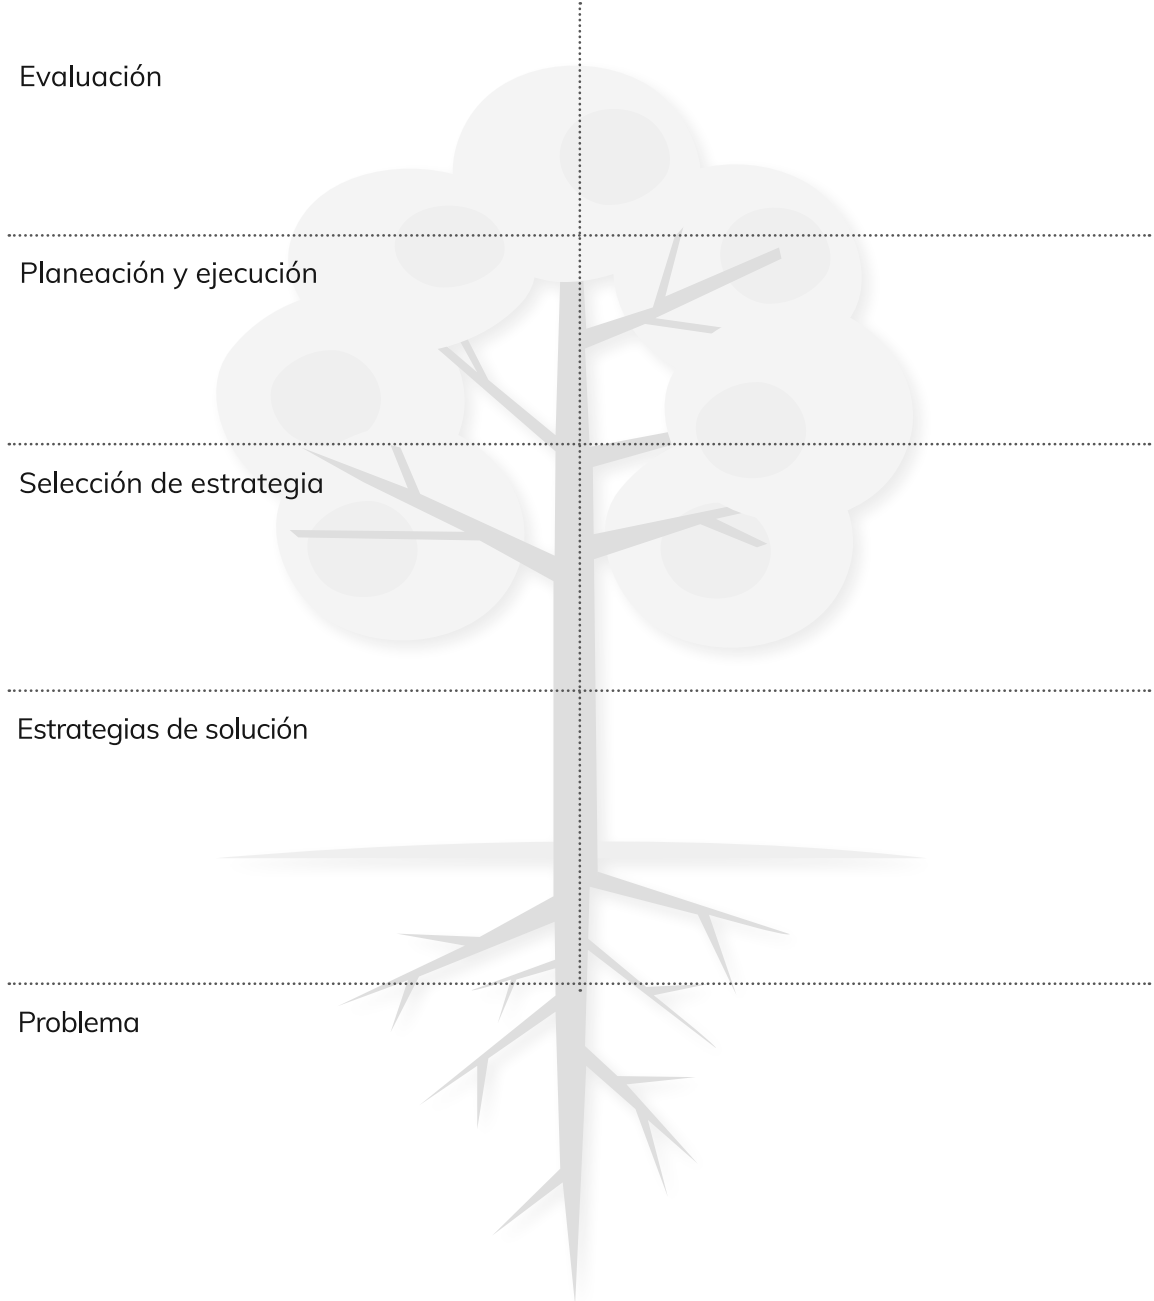 Evaluación
Planeación y ejecución
Selección de estrategia
Estrategias de solución
Problema